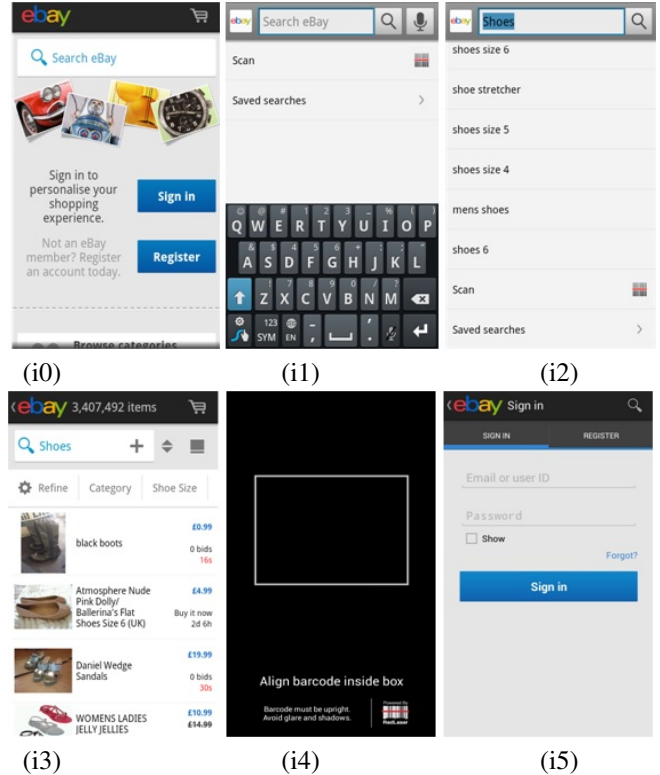 ebay
Search eBay
Sign in to
personalise your
shopping
experience.
Sign in
Not an eBay
member? Register
an account today.
Register
Browse categories
(i0)
ebay Search eBay
Scan
Saved searches
Q W E R T Y U I O P
A S D F G H J K L
Z X C V B N M
123
SYM EN
(i1)
ebay Shoes
shoes size 6
shoe stretcher
shoes size 5
shoes size 4
mens shoes
shoes 6
Scan
Saved searches
(i2)
ebay 3,407,492 items
Shoes
Refine Category Shoe Size
black boots
£0.99
0 bids
16s
Atmosphere Nude
Pink Dolly/
Ballerina's Flat
Shoes Size 6 (UK)
£4.99
Buy it now
2d 6h
Daniel Wedge
Sandals
£19.99
0 bids
30s
WOMENS LADIES
JELLY JELLIES
£10.99
£14.99
(i3)
Align barcode inside box
Barcode must be upright.
Avoid glare and shadows.
Powered By
RedLaser
(i4)
ebay Sign in
SIGN IN REGISTER
Email or user ID
Password
Show
Forgot?
Sign in
(i5)